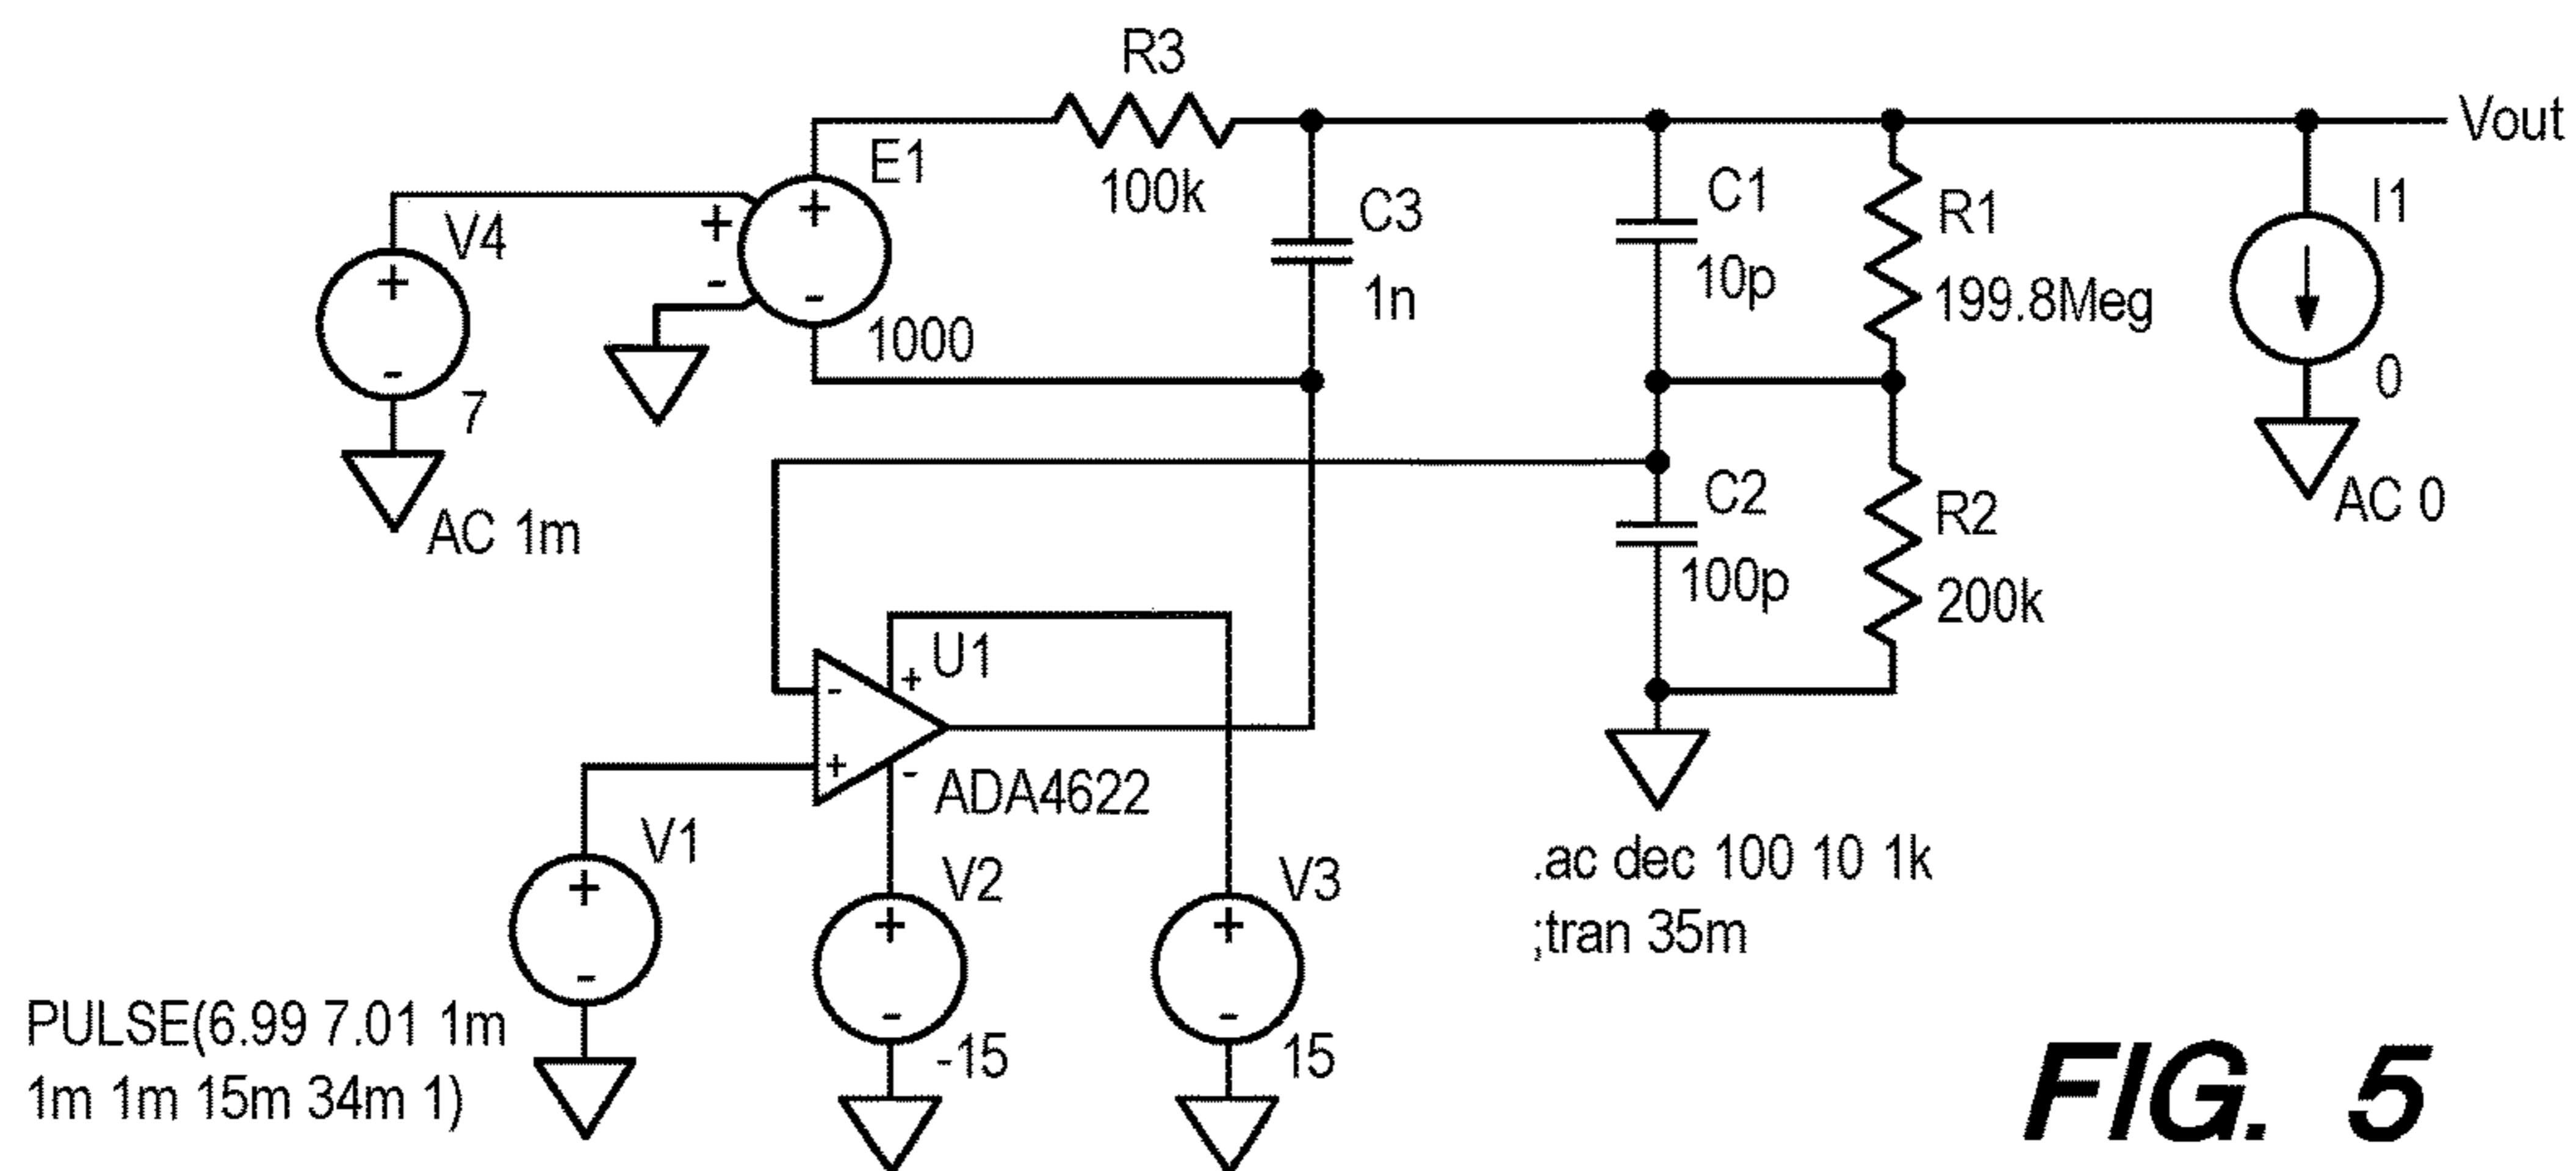 R3
100k
Vout
E1
+
-
+
-
1000
V4
+
-
7
AC 1m
C3
1n
C1
10p
R1
199.8Meg
I1
0
AC 0
C2
100p
R2
200k
U1
+
-
-
+
ADA4622
V1
+
-
PULSE(6.99 7.01 1m
1m 1m 15m 34m 1)
V2
+
-
-15
V3
+
-
15
.ac dec 100 10 1k
;tran 35m
FIG. 5